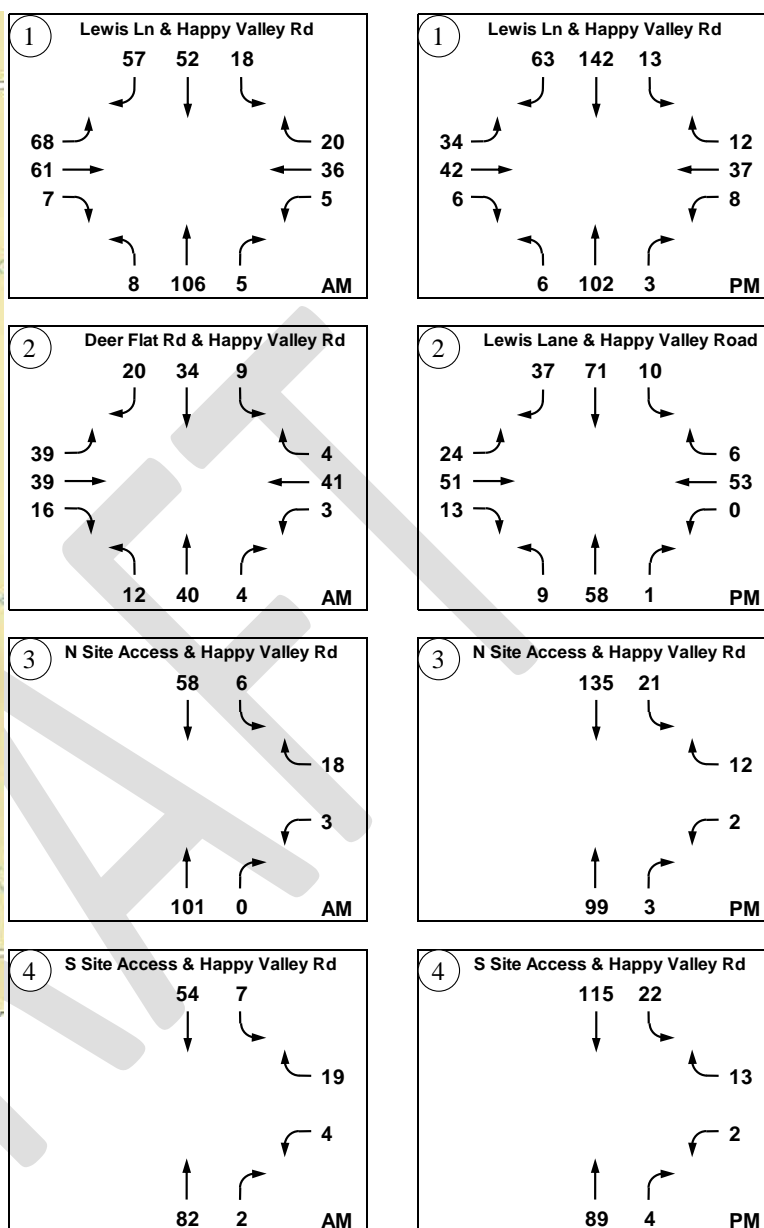 1 Lewis Ln & Happy Valley Rd
57 52 18
68 20
61 36
7 5
8 106 5 AM
1 Lewis Ln & Happy Valley Rd
63 142 13
34 12
42 37
6 8
6 102 3 PM
2 Deer Flat Rd & Happy Valley Rd
20 34 9
39 4
39 41
16 3
12 40 4 AM
2 Lewis Lane & Happy Valley Road
37 71 10
24 6
51 53
13 0
9 58 1 PM
3 N Site Access & Happy Valley Rd
58 6
18
3
101 0 AM
3 N Site Access & Happy Valley Rd
135 21
12
2
99 3 PM
4 S Site Access & Happy Valley Rd
54 7
19
4
82 2 AM
4 S Site Access & Happy Valley Rd
115 22
13
2
89 4 PM